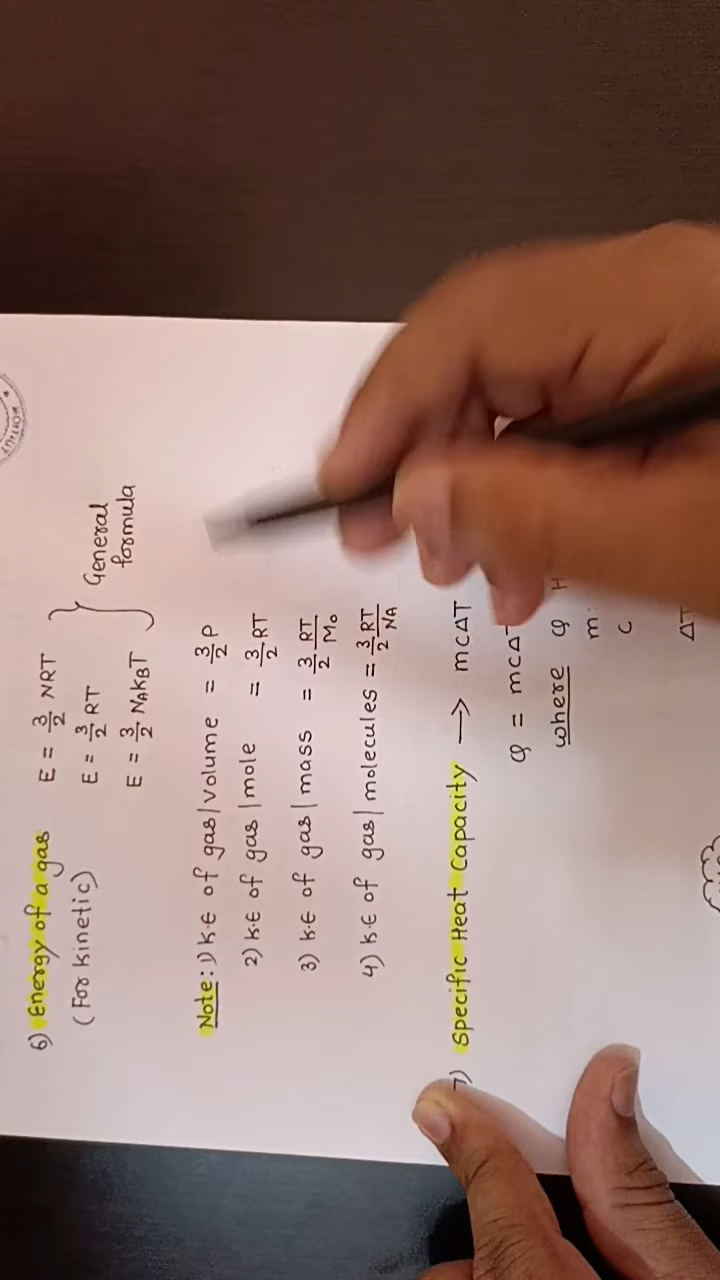 6) Energy of a gas E = 3/2 NRT
(For kinetic) E = 3/2 RT
E = 3/2 NAKBT } General formula
Note: 1) K.E of gas/volume = 3/2 P
2) K.E of gas/mole = 3/2 RT
3) K.E of gas/mass = 3/2 RT/Mo
4) K.E of gas/molecules = 3/2 RT/NA
7) Specific Heat Capacity → mcΔT
φ = mcΔT
where φ H
m
c
ΔT